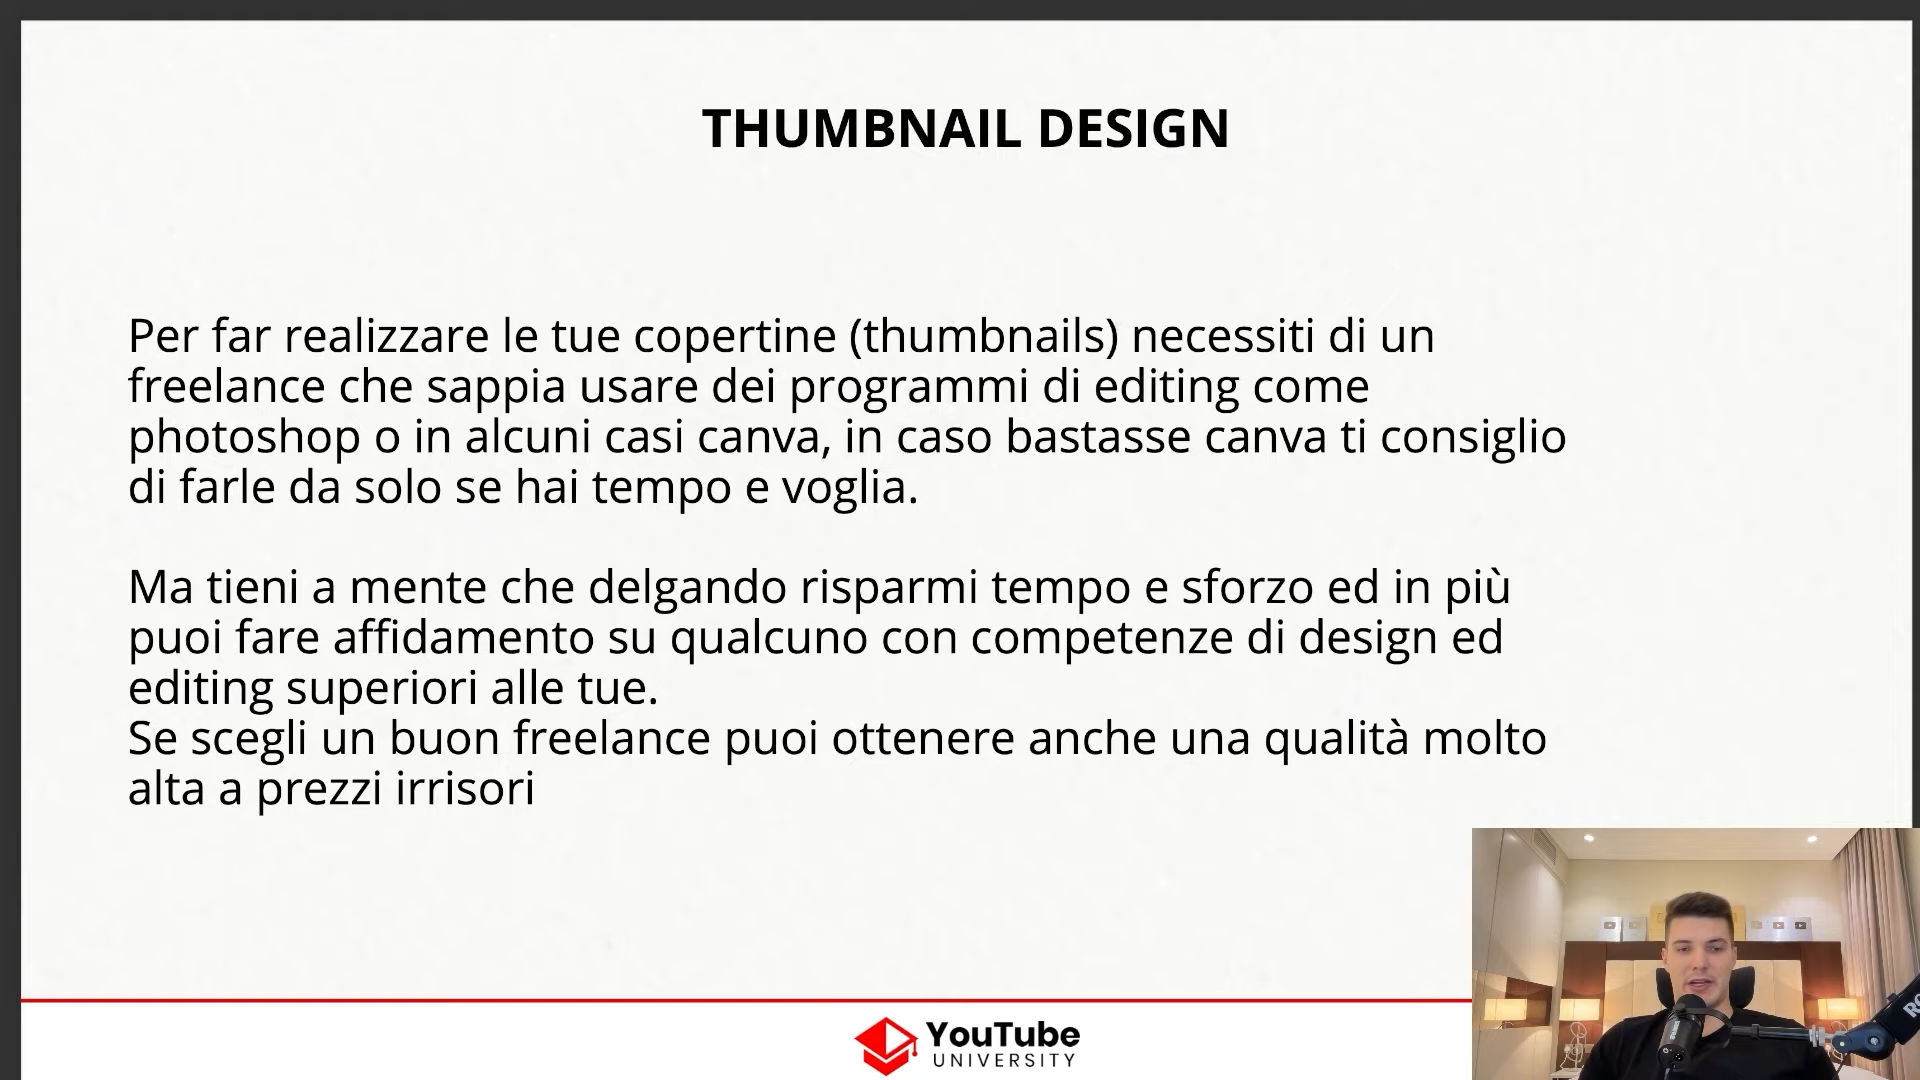 THUMBNAIL DESIGN
Per far realizzare le tue copertine (thumbnails) necessiti di un
freelance che sappia usare dei programmi di editing come
photoshop o in alcuni casi canva, in caso bastasse canva ti consiglio
di farle da solo se hai tempo e voglia.
Ma tieni a mente che delgando risparmi tempo e sforzo ed in più
puoi fare affidamento su qualcuno con competenze di design ed
editing superiori alle tue.
Se scegli un buon freelance puoi ottenere anche una qualità molto
alta a prezzi irrisori
YouTube
UNIVERSITY